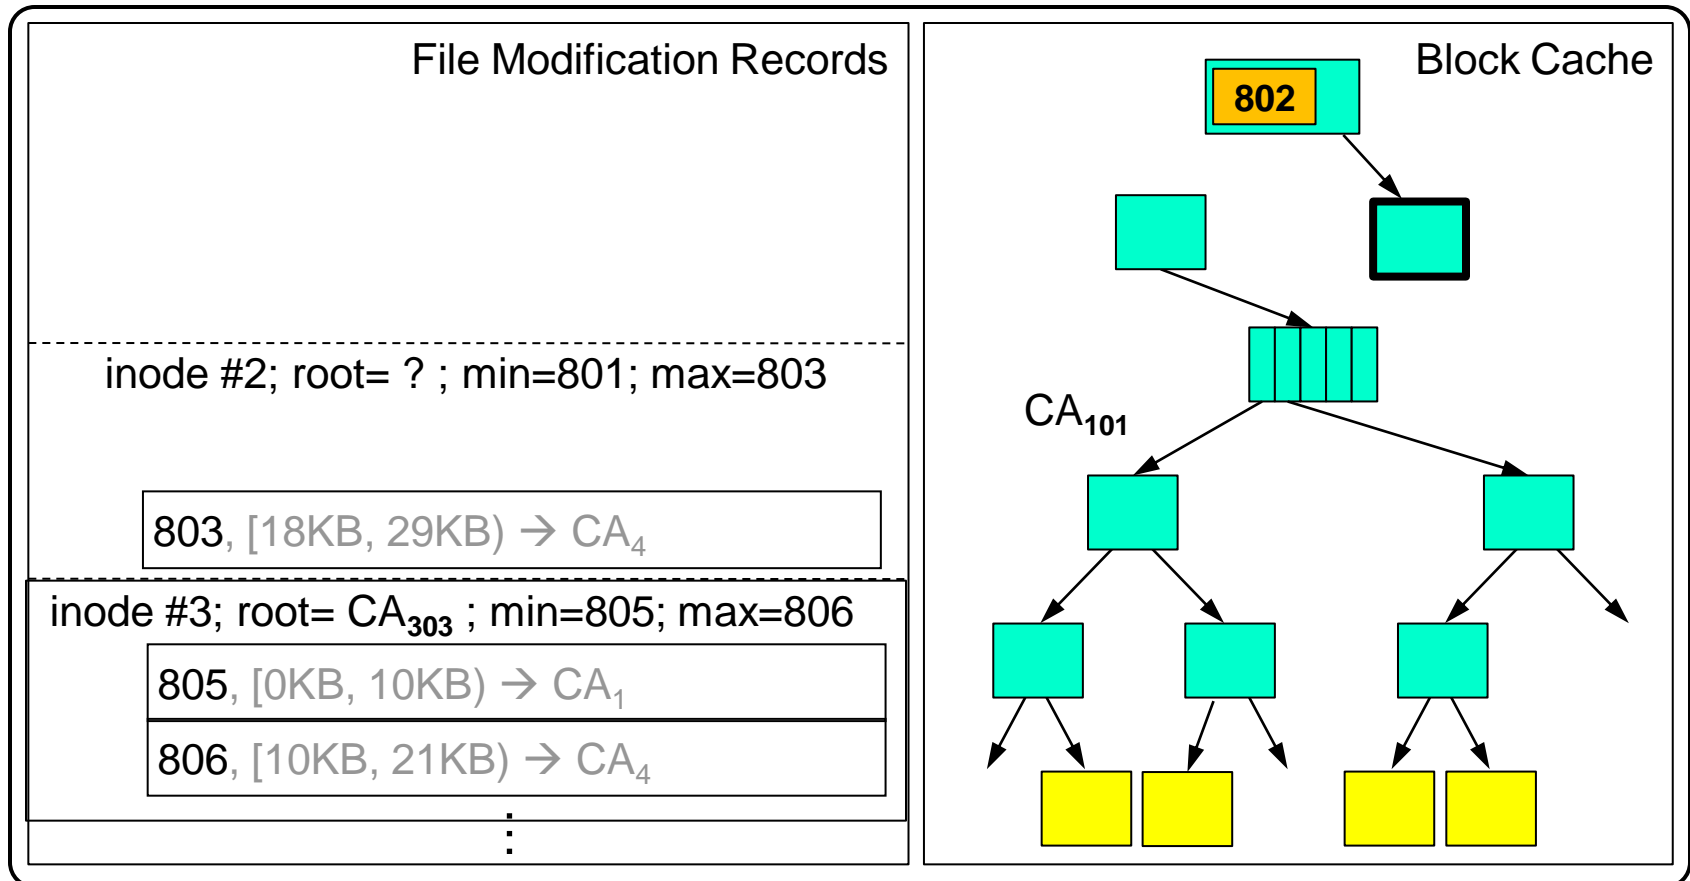 File Modification Records
inode #2; root= ? ; min=801; max=803
803, [18KB, 29KB) → CA₄
inode #3; root= CA₃₀₃ ; min=805; max=806
805, [0KB, 10KB) → CA₁
806, [10KB, 21KB) → CA₄
⋮
Block Cache
802
CA₁₀₁